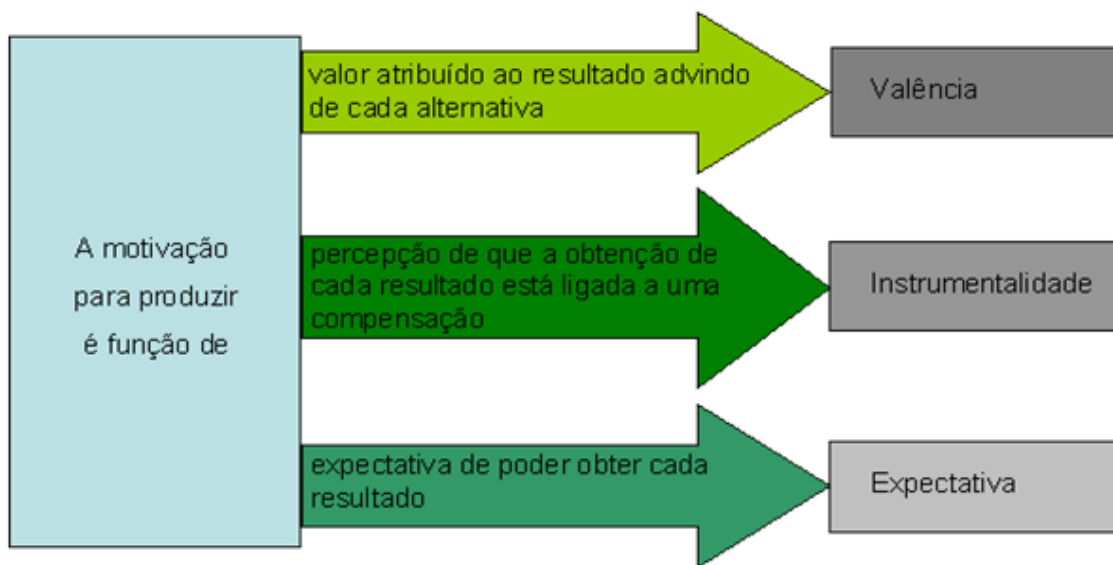 A motivação
para produzir
é função de
valor atribuído ao resultado advindo
de cada alternativa
Valência
percepção de que a obtenção de
cada resultado está ligada a uma
compensação
Instrumentalidade
expectativa de poder obter cada
resultado
Expectativa